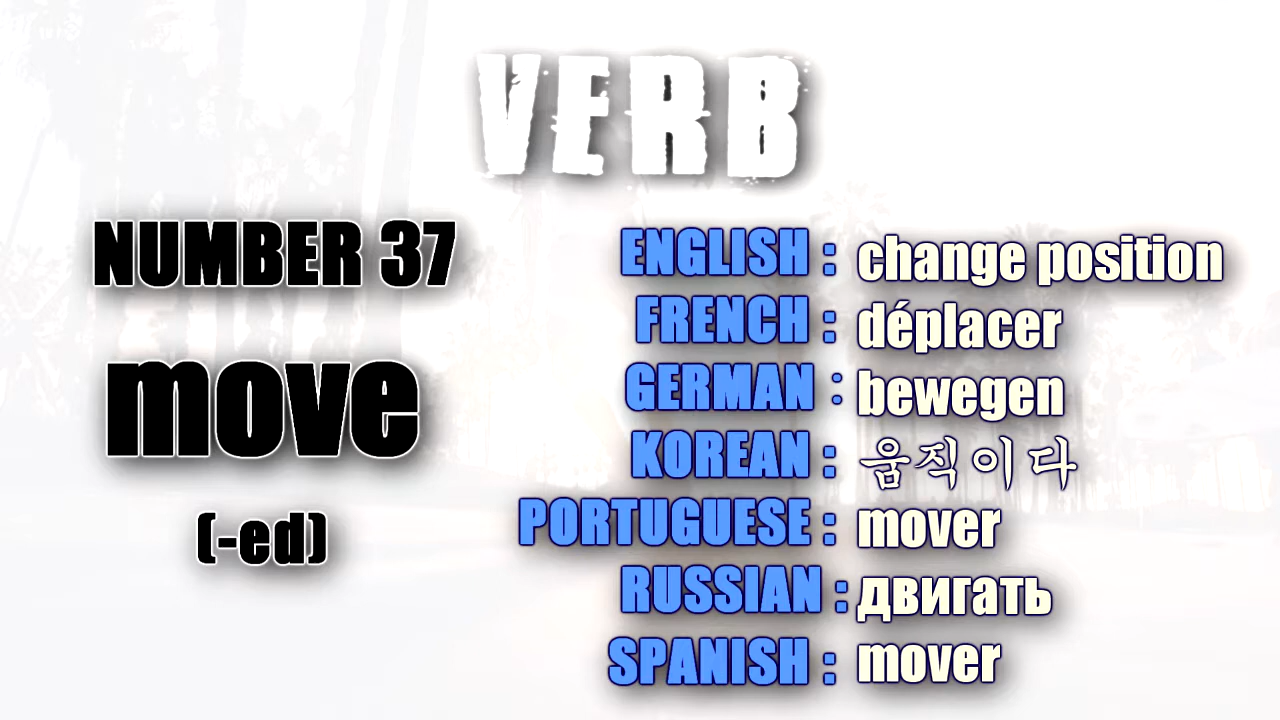 VERB
NUMBER 37
move
(-ed)
ENGLISH : change position
FRENCH : déplacer
GERMAN : bewegen
KOREAN : 움직이다
PORTUGUESE : mover
RUSSIAN : двигать
SPANISH : mover